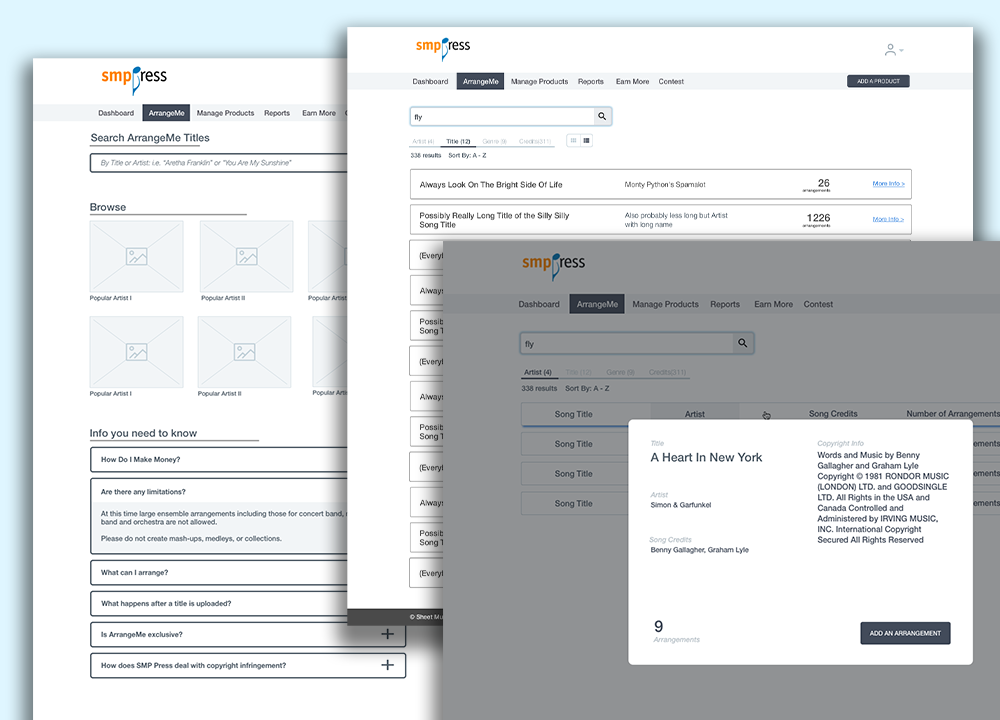 smppress
Dashboard ArrangeMe Manage Products Reports Earn More
Search ArrangeMe Titles
By Title or Artist: i.e. "Aretha Franklin" or "You Are My Sunshine"
Browse
Popular Artist I Popular Artist II Popular Artist
Popular Artist I Popular Artist II Popular Artist
Info you need to know
How Do I Make Money?
Are there any limitations?
At this time large ensemble arrangements including those for concert band,
band and orchestra are not allowed.
Please do not create mash-ups, medleys, or collections.
What can I arrange?
What happens after a title is uploaded?
Is ArrangeMe exclusive?
How does SMP Press deal with copyright infringement?
smppress
Dashboard ArrangeMe Manage Products Reports Earn More Contest
ADD A PRODUCT
fly
Artist (4) Title (12) Genre (9) Credits(311)
338 results Sort By: A - Z
Always Look On The Bright Side Of Life Monty Python's Spamalot 26 arrangements More Info >
Possibly Really Long Title of the Silly Silly
Song Title
Also probably less long but Artist
with long name
1226
arrangements
More Info >
(Everyl
Always
Possib
Song T
(Everyl
Always
Possib
Song T
(Everyl
Always
Possib
Song T
(Everyl
© Sheet Mu
smppress
Dashboard ArrangeMe Manage Products Reports Earn More Contest
fly
Artist (4) Title (12) Genre (9) Credits(311)
338 results Sort By: A - Z
Song Title Artist Song Credits Number of Arrangements
Song Title ements
Song Title ements
Song Title ements
Title
A Heart In New York
Artist
Simon & Garfunkel
Song Credits
Benny Gallagher, Graham Lyle
9
Arrangements
Copyright Info
Words and Music by Benny
Gallagher and Graham Lyle
Copyright © 1981 RONDOR MUSIC
(LONDON) LTD. and GOODSINGLE
LTD. All Rights in the USA and
Canada Controlled and
Administered by IRVING MUSIC,
INC. International Copyright
Secured All Rights Reserved
ADD AN ARRANGEMENT